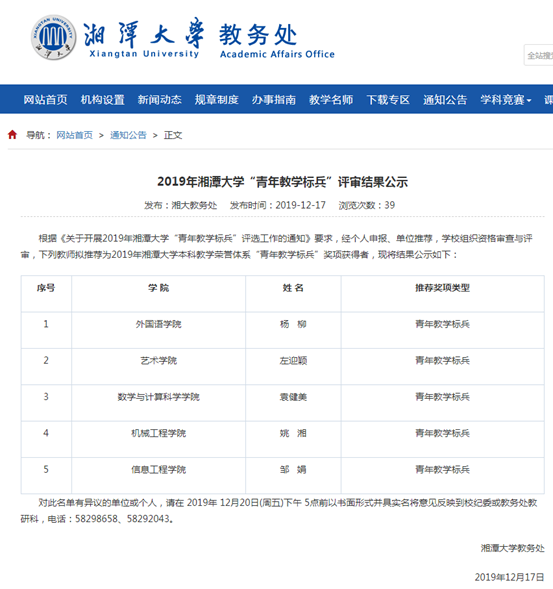 湘潭大学 教务处
Xiangtan University Academic Affairs Office
全站搜
网站首页 机构设置 新闻动态 规章制度 办事指南 教学名师 下载专区 通知公告 学科竞赛
导航： 网站首页 > 通知公告 > 正文
2019年湘潭大学“青年教学标兵”评审结果公示
发布：湘大教务处 发布时间：2019-12-17 浏览次数：39
根据《关于开展2019年湘潭大学“青年教学标兵”评选工作的通知》要求，经个人申报、单位推荐，学校组织资格审查与评
审，下列教师拟推荐为2019年湘潭大学本科教学荣誉体系“青年教学标兵”奖项获得者，现将结果公示如下：
序号 学 院 姓 名 推荐奖项类型
1 外国语学院 杨 柳 青年教学标兵
2 艺术学院 左迎颖 青年教学标兵
3 数学与计算科学学院 袁健美 青年教学标兵
4 机械工程学院 姚 湘 青年教学标兵
5 信息工程学院 邹 娟 青年教学标兵
对此名单有异议的单位或个人，请在 2019年 12月20日(周五)下午 5点前以书面形式并具实名将意见反映到校纪委或教务处教
研科，电话：58298658、58292043。
湘潭大学教务处
2019年12月17日